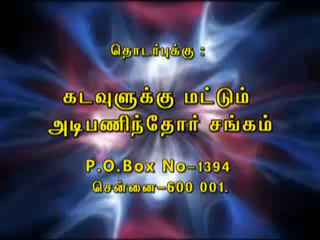 தொடர்புக்கு :
கடவுளுக்கு மட்டும்
அடிபணிந்தோர் சங்கம்
P.O.Box No-1394
சென்னை-600 001.